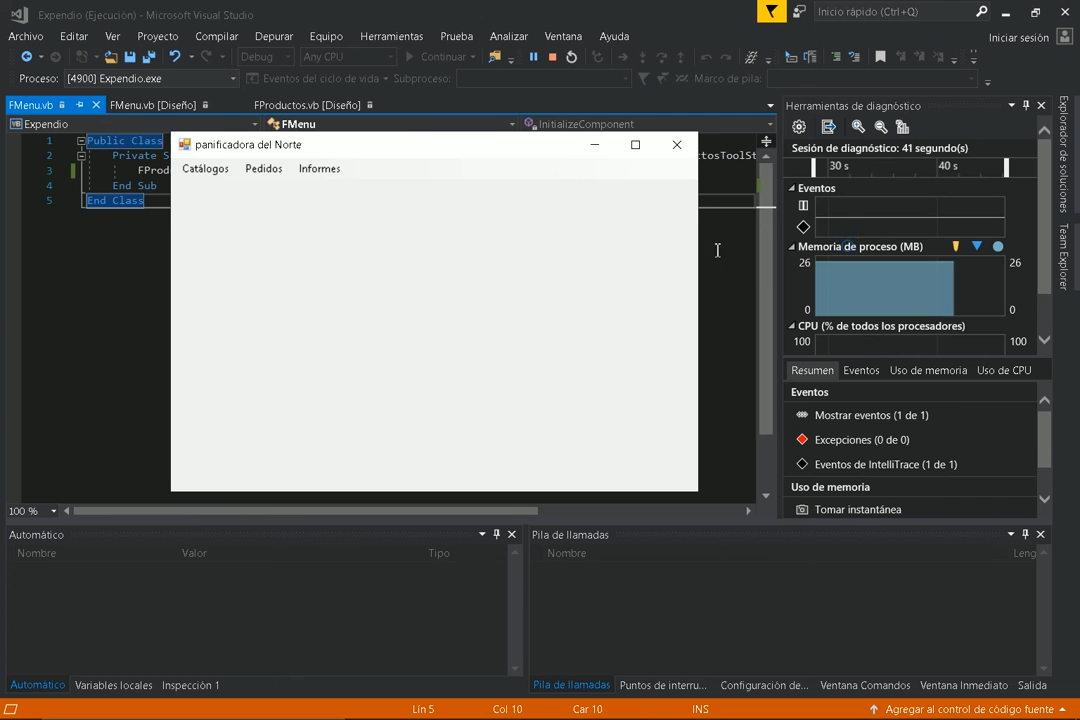 Expendio (Ejecución) - Microsoft Visual Studio
Inicio rápido (Ctrl+Q)
Archivo Editar Ver Proyecto Compilar Depurar Equipo Herramientas Prueba Analizar Ventana Ayuda
Iniciar sesión
Debug Any CPU Continuar
Proceso: [4900] Expendio.exe Eventos del ciclo de vida Subproceso: Marco de pila:
FMenu.vb FMenu.vb [Diseño] FProductos.vb [Diseño]
Expendio FMenu InitializeComponent
1 Public Class
2 Private S
3 FProd
4 End Sub
5 End Class
ctosToolSt
panificadora del Norte
Catálogos Pedidos Informes
100 %
Herramientas de diagnóstico
Sesión de diagnóstico: 41 segundo(s)
30 s 40 s
Eventos
Memoria de proceso (MB)
26 26
0 0
CPU (% de todos los procesadores)
100 100
Resumen Eventos Uso de memoria Uso de CPU
Eventos
Mostrar eventos (1 de 1)
Excepciones (0 de 0)
Eventos de IntelliTrace (1 de 1)
Uso de memoria
Tomar instantánea
Explorador de soluciones
Team Explorer
Automático
Nombre Valor Tipo
Automático Variables locales Inspección 1
Pila de llamadas
Nombre Leng
Pila de llamadas Puntos de interru... Configuración de... Ventana Comandos Ventana Inmediato Salida
Lín 5 Col 10 Car 10 INS Agregar al control de código fuente